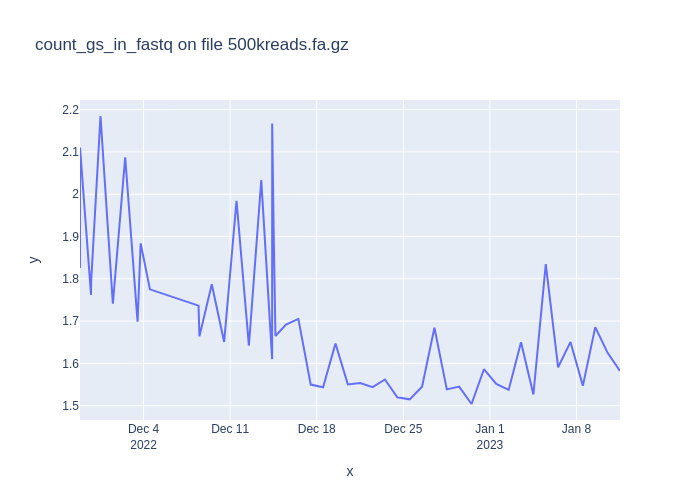 count_gs_in_fastq on file 500kreads.fa.gz
2.2
2.1
2
1.9
1.8
1.7
1.6
1.5
y
Dec 4
2022
Dec 11
Dec 18
Dec 25
Jan 1
2023
Jan 8
x